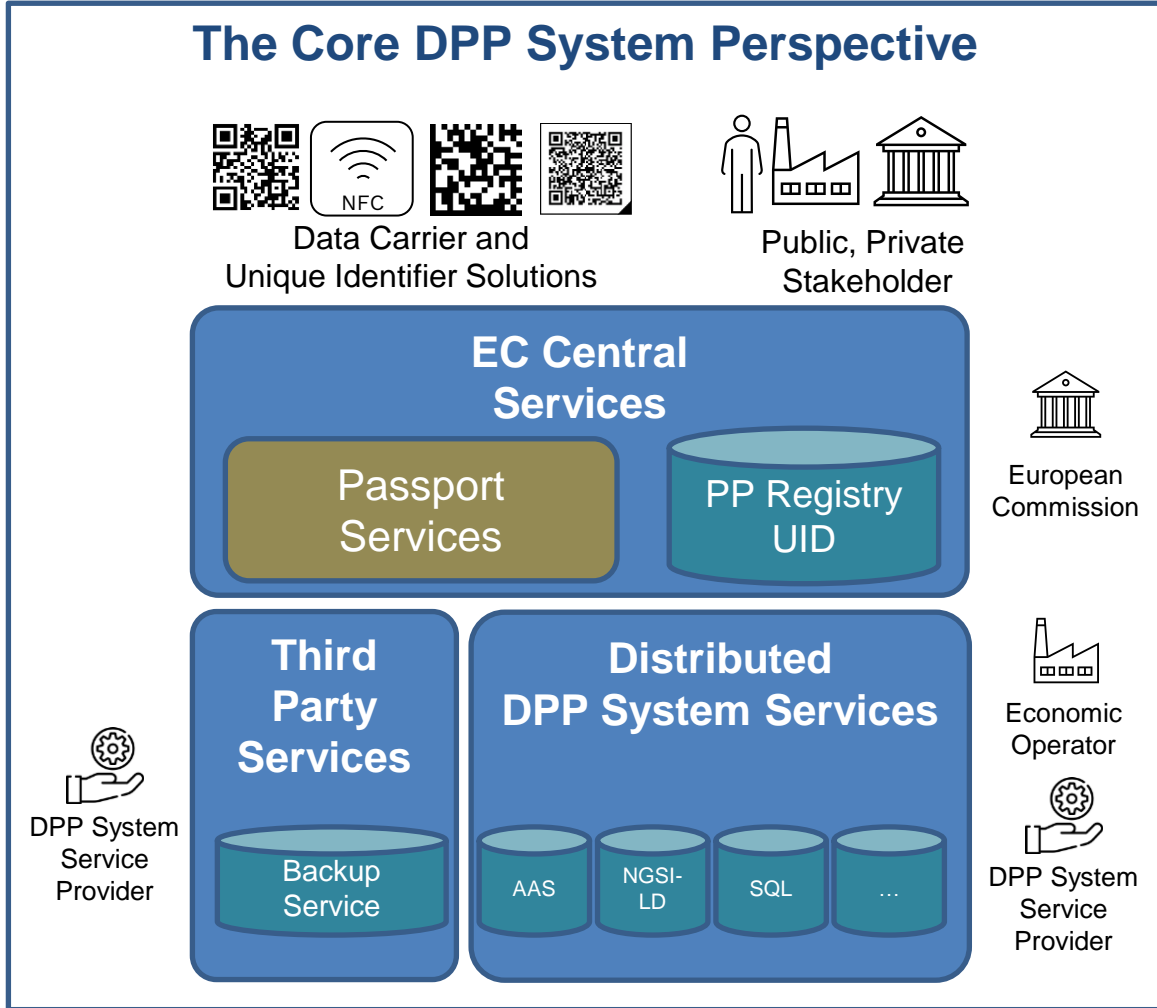 The Core DPP System Perspective
NFC
Data Carrier and
Unique Identifier Solutions
Public, Private
Stakeholder
EC Central
Services
Passport
Services
PP Registry
UID
European
Commission
Third
Party
Services
Distributed
DPP System Services
Economic
Operator
DPP System
Service
Provider
Backup
Service
AAS
NGSI-
LD
SQL
…
DPP System
Service
Provider